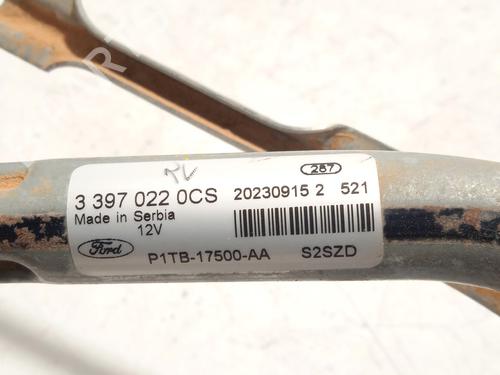 287
3 397 022 0CS 20230915 2 521
Made in Serbia
12V
Ford
P1TB-17500-AA S2SZD